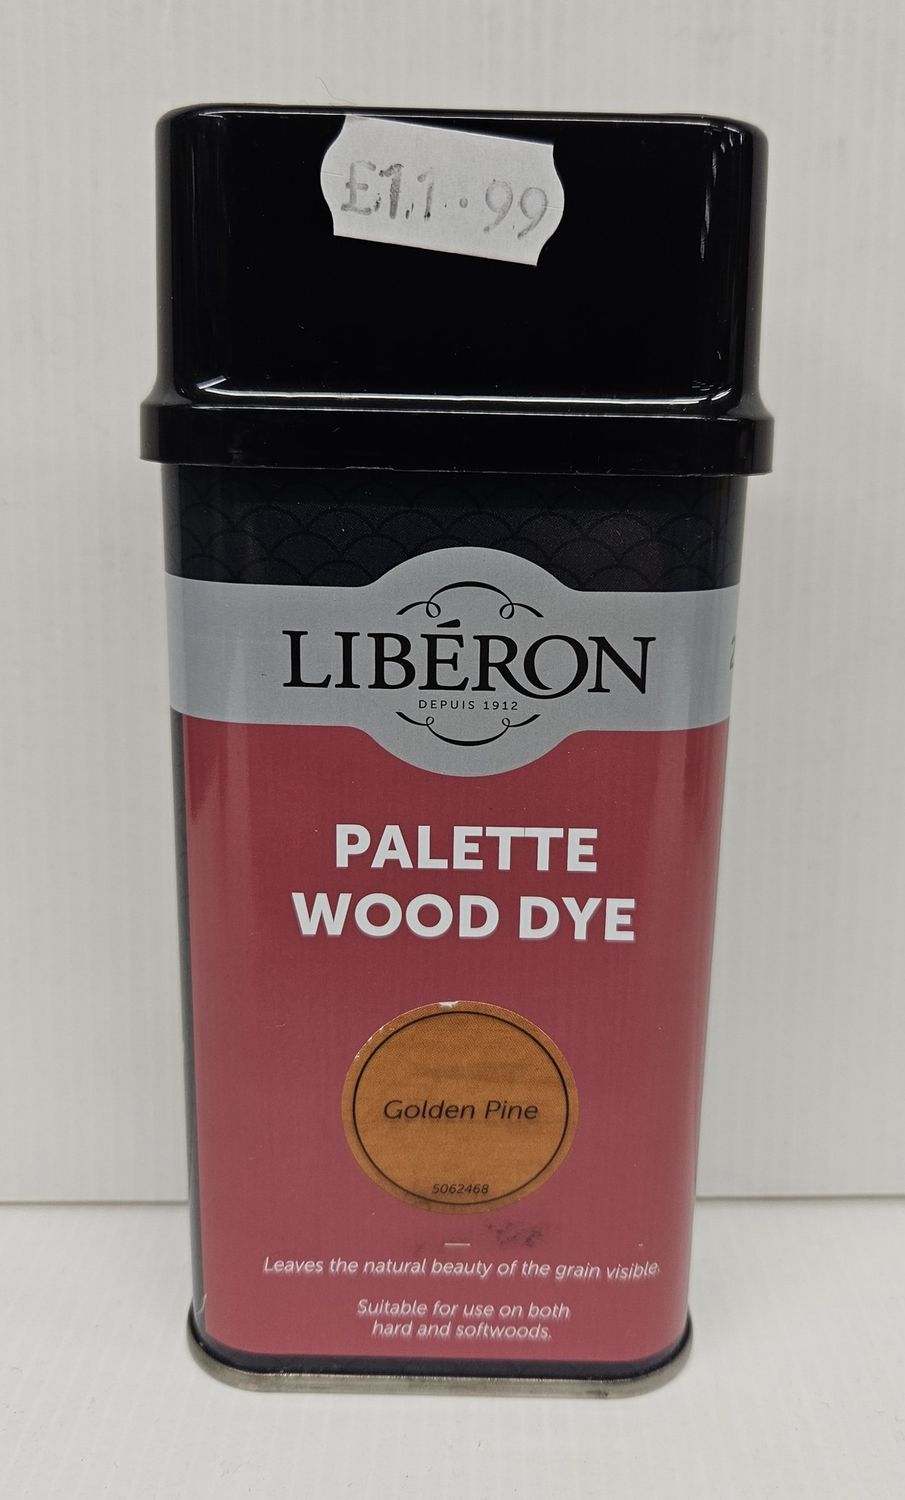 £11.99
LIBÉRON
DEPUIS 1912
PALETTE
WOOD DYE
Golden Pine
5062468
Leaves the natural beauty of the grain visible.
Suitable for use on both
hard and softwoods.